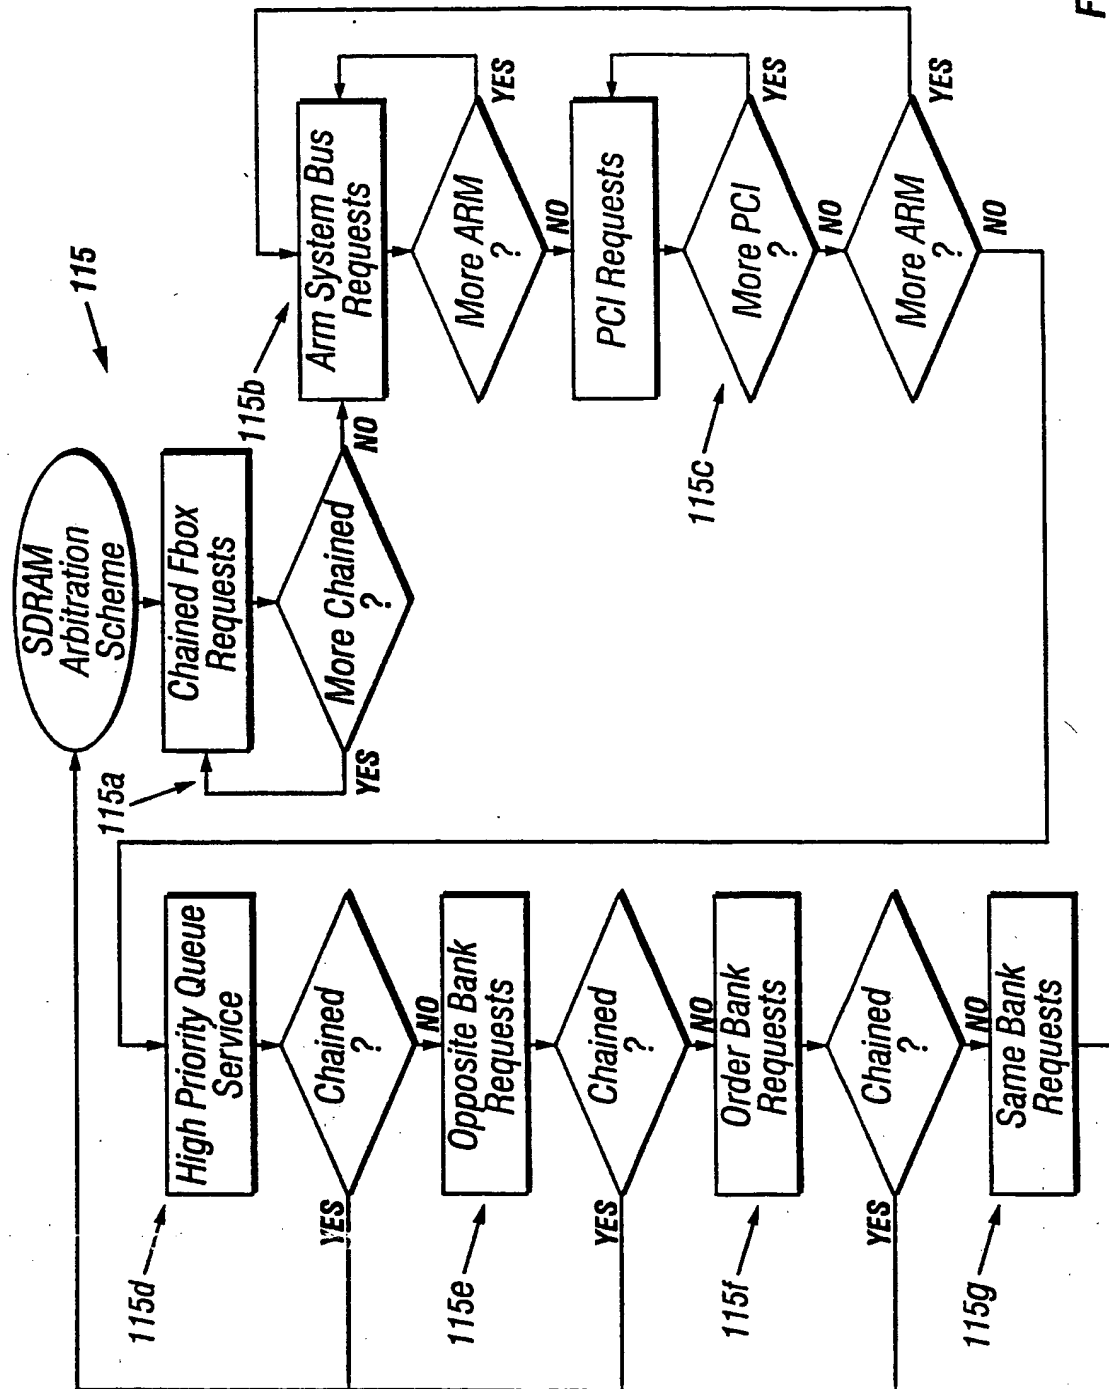 SDRAM
Arbitration
Scheme
115
Chained Fbox
Requests
115a
More Chained
?
YES
NO
Arm System Bus
Requests
115b
More ARM
?
YES
NO
PCI Requests
More PCI
?
115c
YES
NO
More ARM
?
YES
NO
High Priority Queue
Service
115d
Chained
?
YES
NO
Opposite Bank
Requests
115e
Chained
?
YES
NO
Order Bank
Requests
115f
Chained
?
YES
NO
Same Bank
Requests
115g